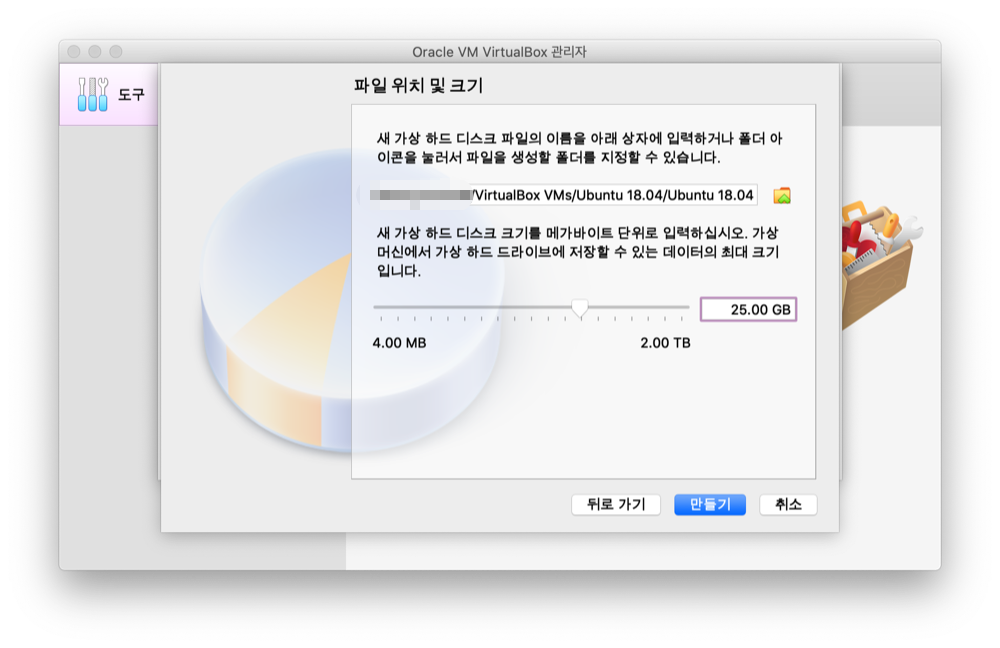 Oracle VM VirtualBox 관리자
도구
파일 위치 및 크기
새 가상 하드 디스크 파일의 이름을 아래 상자에 입력하거나 폴더 아
이콘을 눌러서 파일을 생성할 폴더를 지정할 수 있습니다.
/VirtualBox VMs/Ubuntu 18.04/Ubuntu 18.04
새 가상 하드 디스크 크기를 메가바이트 단위로 입력하십시오. 가상
머신에서 가상 하드 드라이브에 저장할 수 있는 데이터의 최대 크기
입니다.
25.00 GB
4.00 MB 2.00 TB
뒤로 가기 만들기 취소